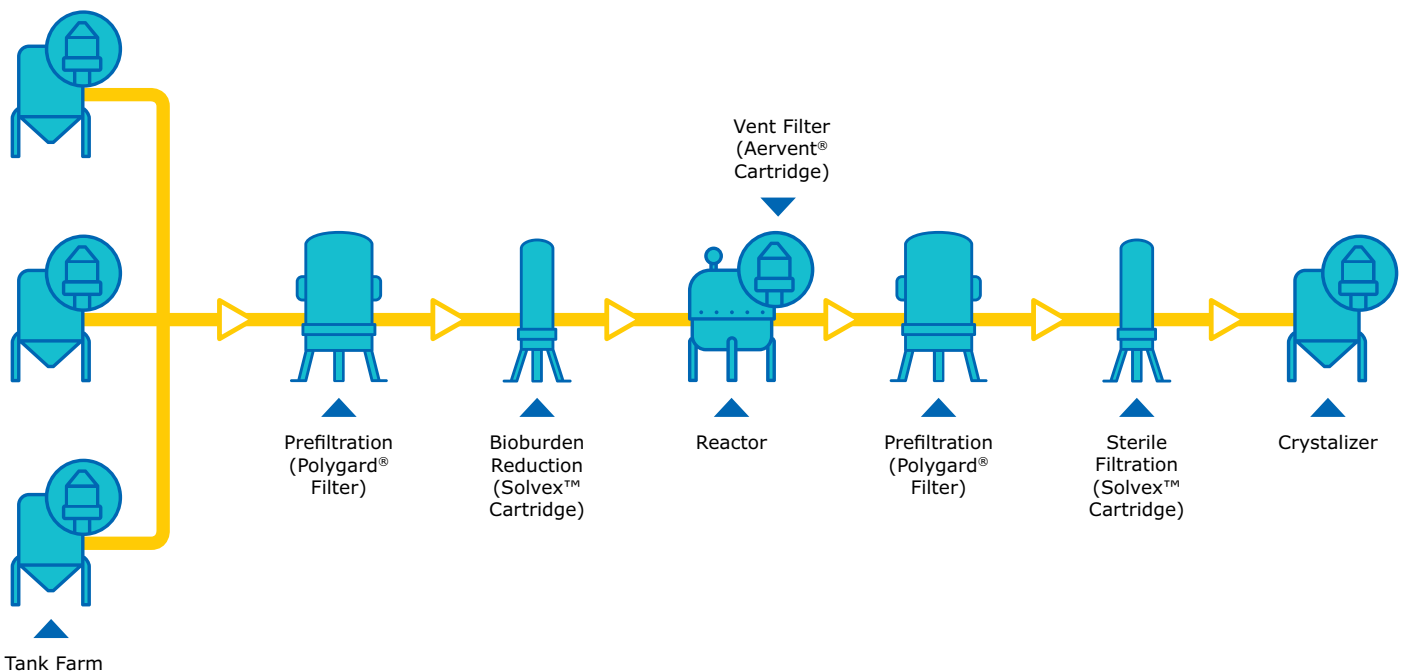 Vent Filter
(Aervent®
Cartridge)
Prefiltration
(Polygard®
Filter)
Bioburden
Reduction
(Solvex™
Cartridge)
Reactor
Prefiltration
(Polygard®
Filter)
Sterile
Filtration
(Solvex™
Cartridge)
Crystalizer
Tank Farm